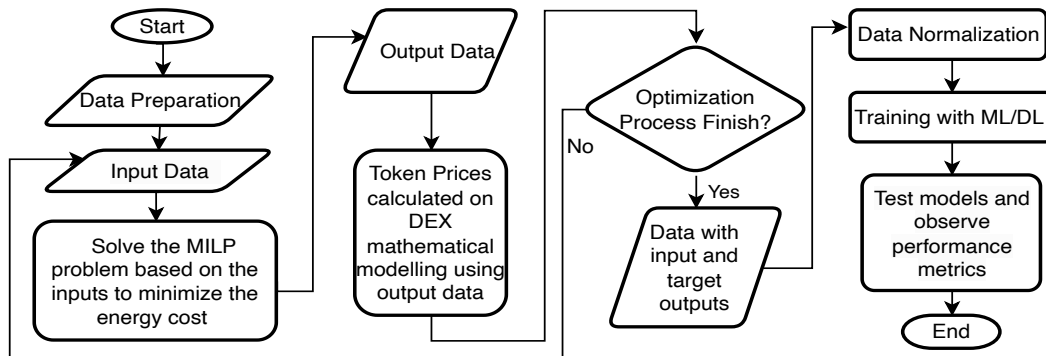 Start
Data Preparation
Input Data
Solve the MILP
problem based on the
inputs to minimize the
energy cost
Output Data
Token Prices
calculated on
DEX
mathematical
modelling using
output data
Optimization
Process Finish?
No
Yes
Data with
input and
target
outputs
Data Normalization
Training with ML/DL
Test models and
observe
performance
metrics
End